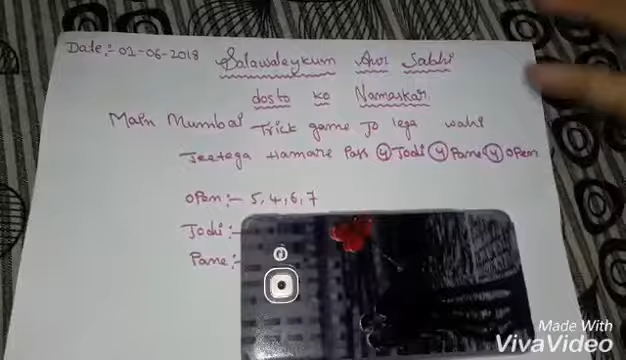 Date:- 01-06-2018 Salawaleykum Avr Sabhi
dosto ko Namaskar
Main Mumbai Trick game Jo lega wahi
Jeetega Hamare Pass 4 Jodi 4 Pane 4 OPen
OPen:- 5, 4, 6, 7
Jodi:-
Pane:-
Made With
VivaVideo